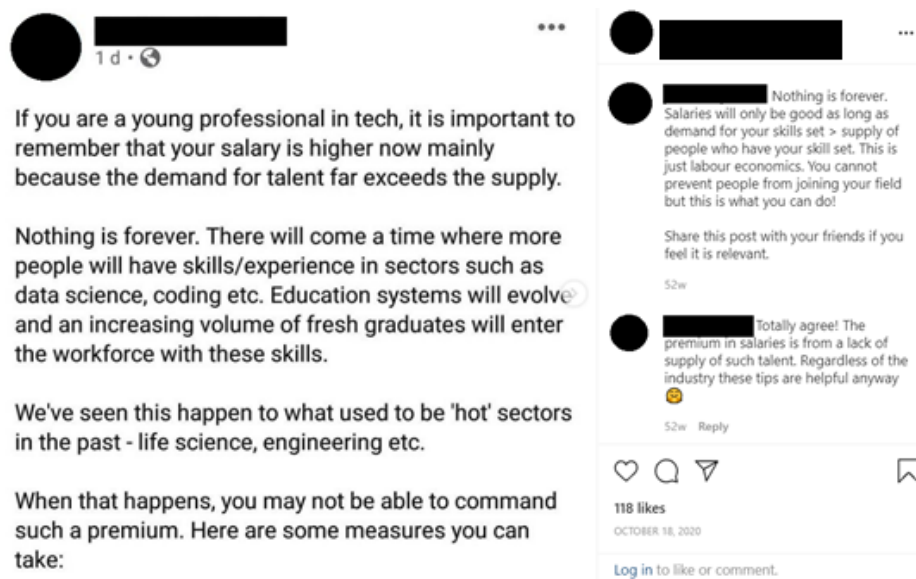 1 d ·
If you are a young professional in tech, it is important to
remember that your salary is higher now mainly
because the demand for talent far exceeds the supply.
Nothing is forever. There will come a time where more
people will have skills/experience in sectors such as
data science, coding etc. Education systems will evolve
and an increasing volume of fresh graduates will enter
the workforce with these skills.
We've seen this happen to what used to be 'hot' sectors
in the past - life science, engineering etc.
When that happens, you may not be able to command
such a premium. Here are some measures you can
take:
Nothing is forever.
Salaries will only be good as long as
demand for your skills set > supply of
people who have your skill set. This is
just labour economics. You cannot
prevent people from joining your field
but this is what you can do!
Share this post with your friends if you
feel it is relevant.
52w
Totally agree! The
premium in salaries is from a lack of
supply of such talent. Regardless of the
industry these tips are helpful anyway
52w Reply
118 likes
OCTOBER 18, 2020
Log in to like or comment.